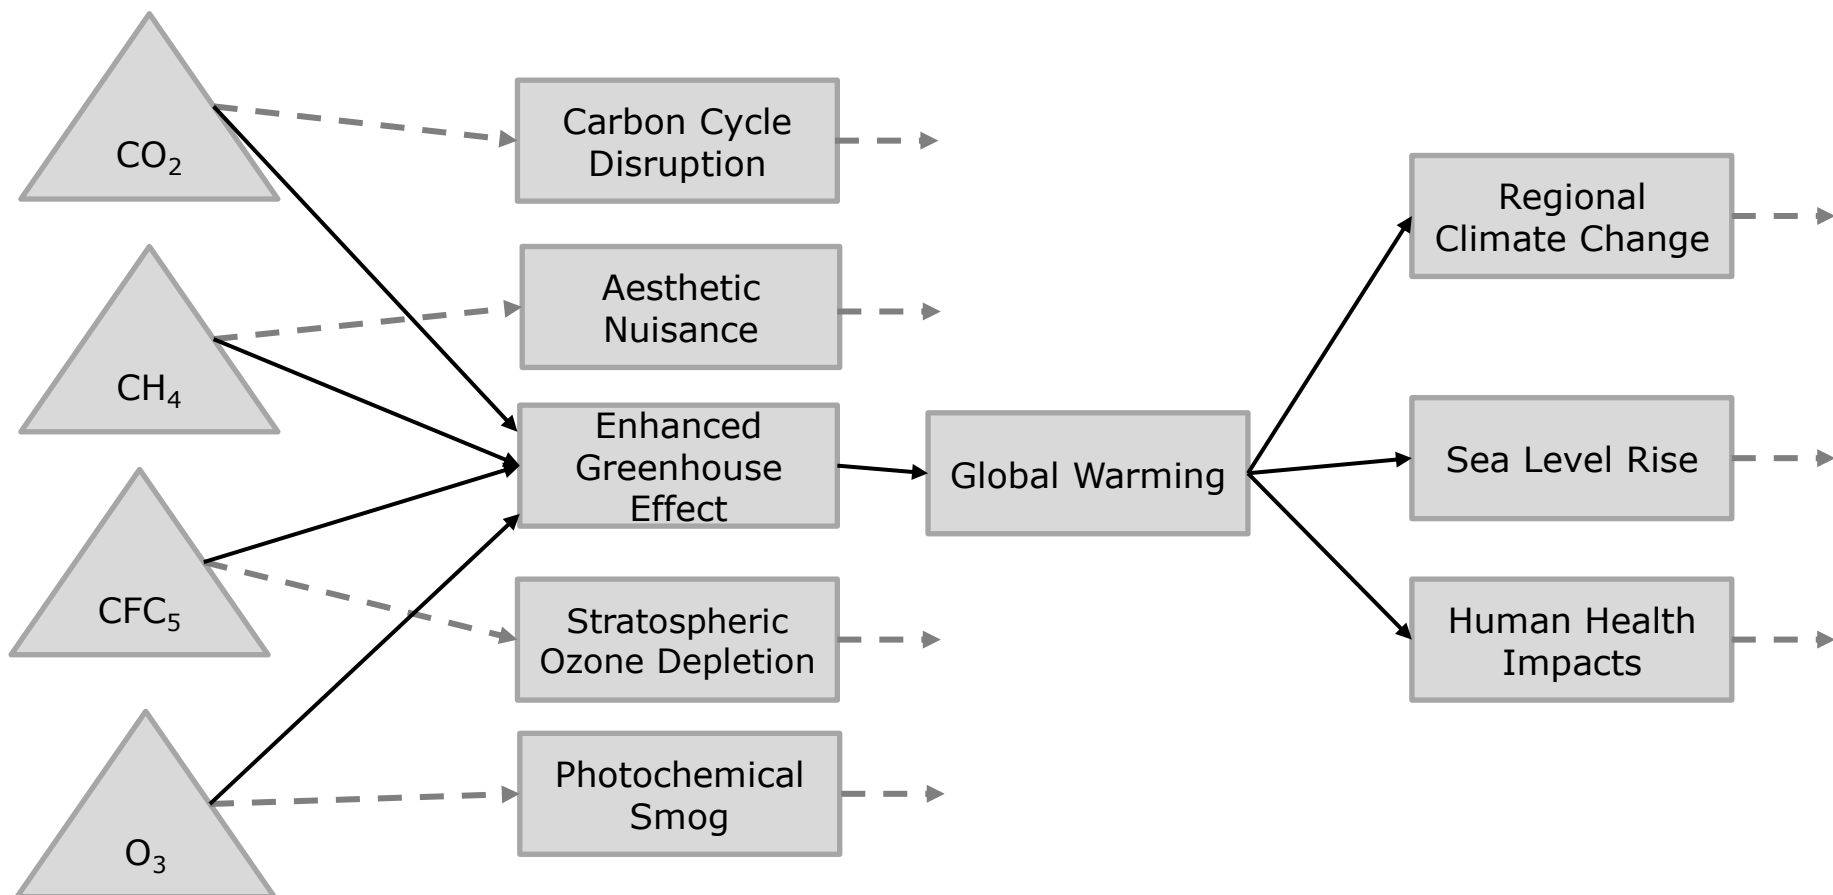 CO₂
CH₄
CFC₅
O₃
Carbon Cycle
Disruption
Aesthetic
Nuisance
Enhanced
Greenhouse
Effect
Stratospheric
Ozone Depletion
Photochemical
Smog
Global Warming
Regional
Climate Change
Sea Level Rise
Human Health
Impacts